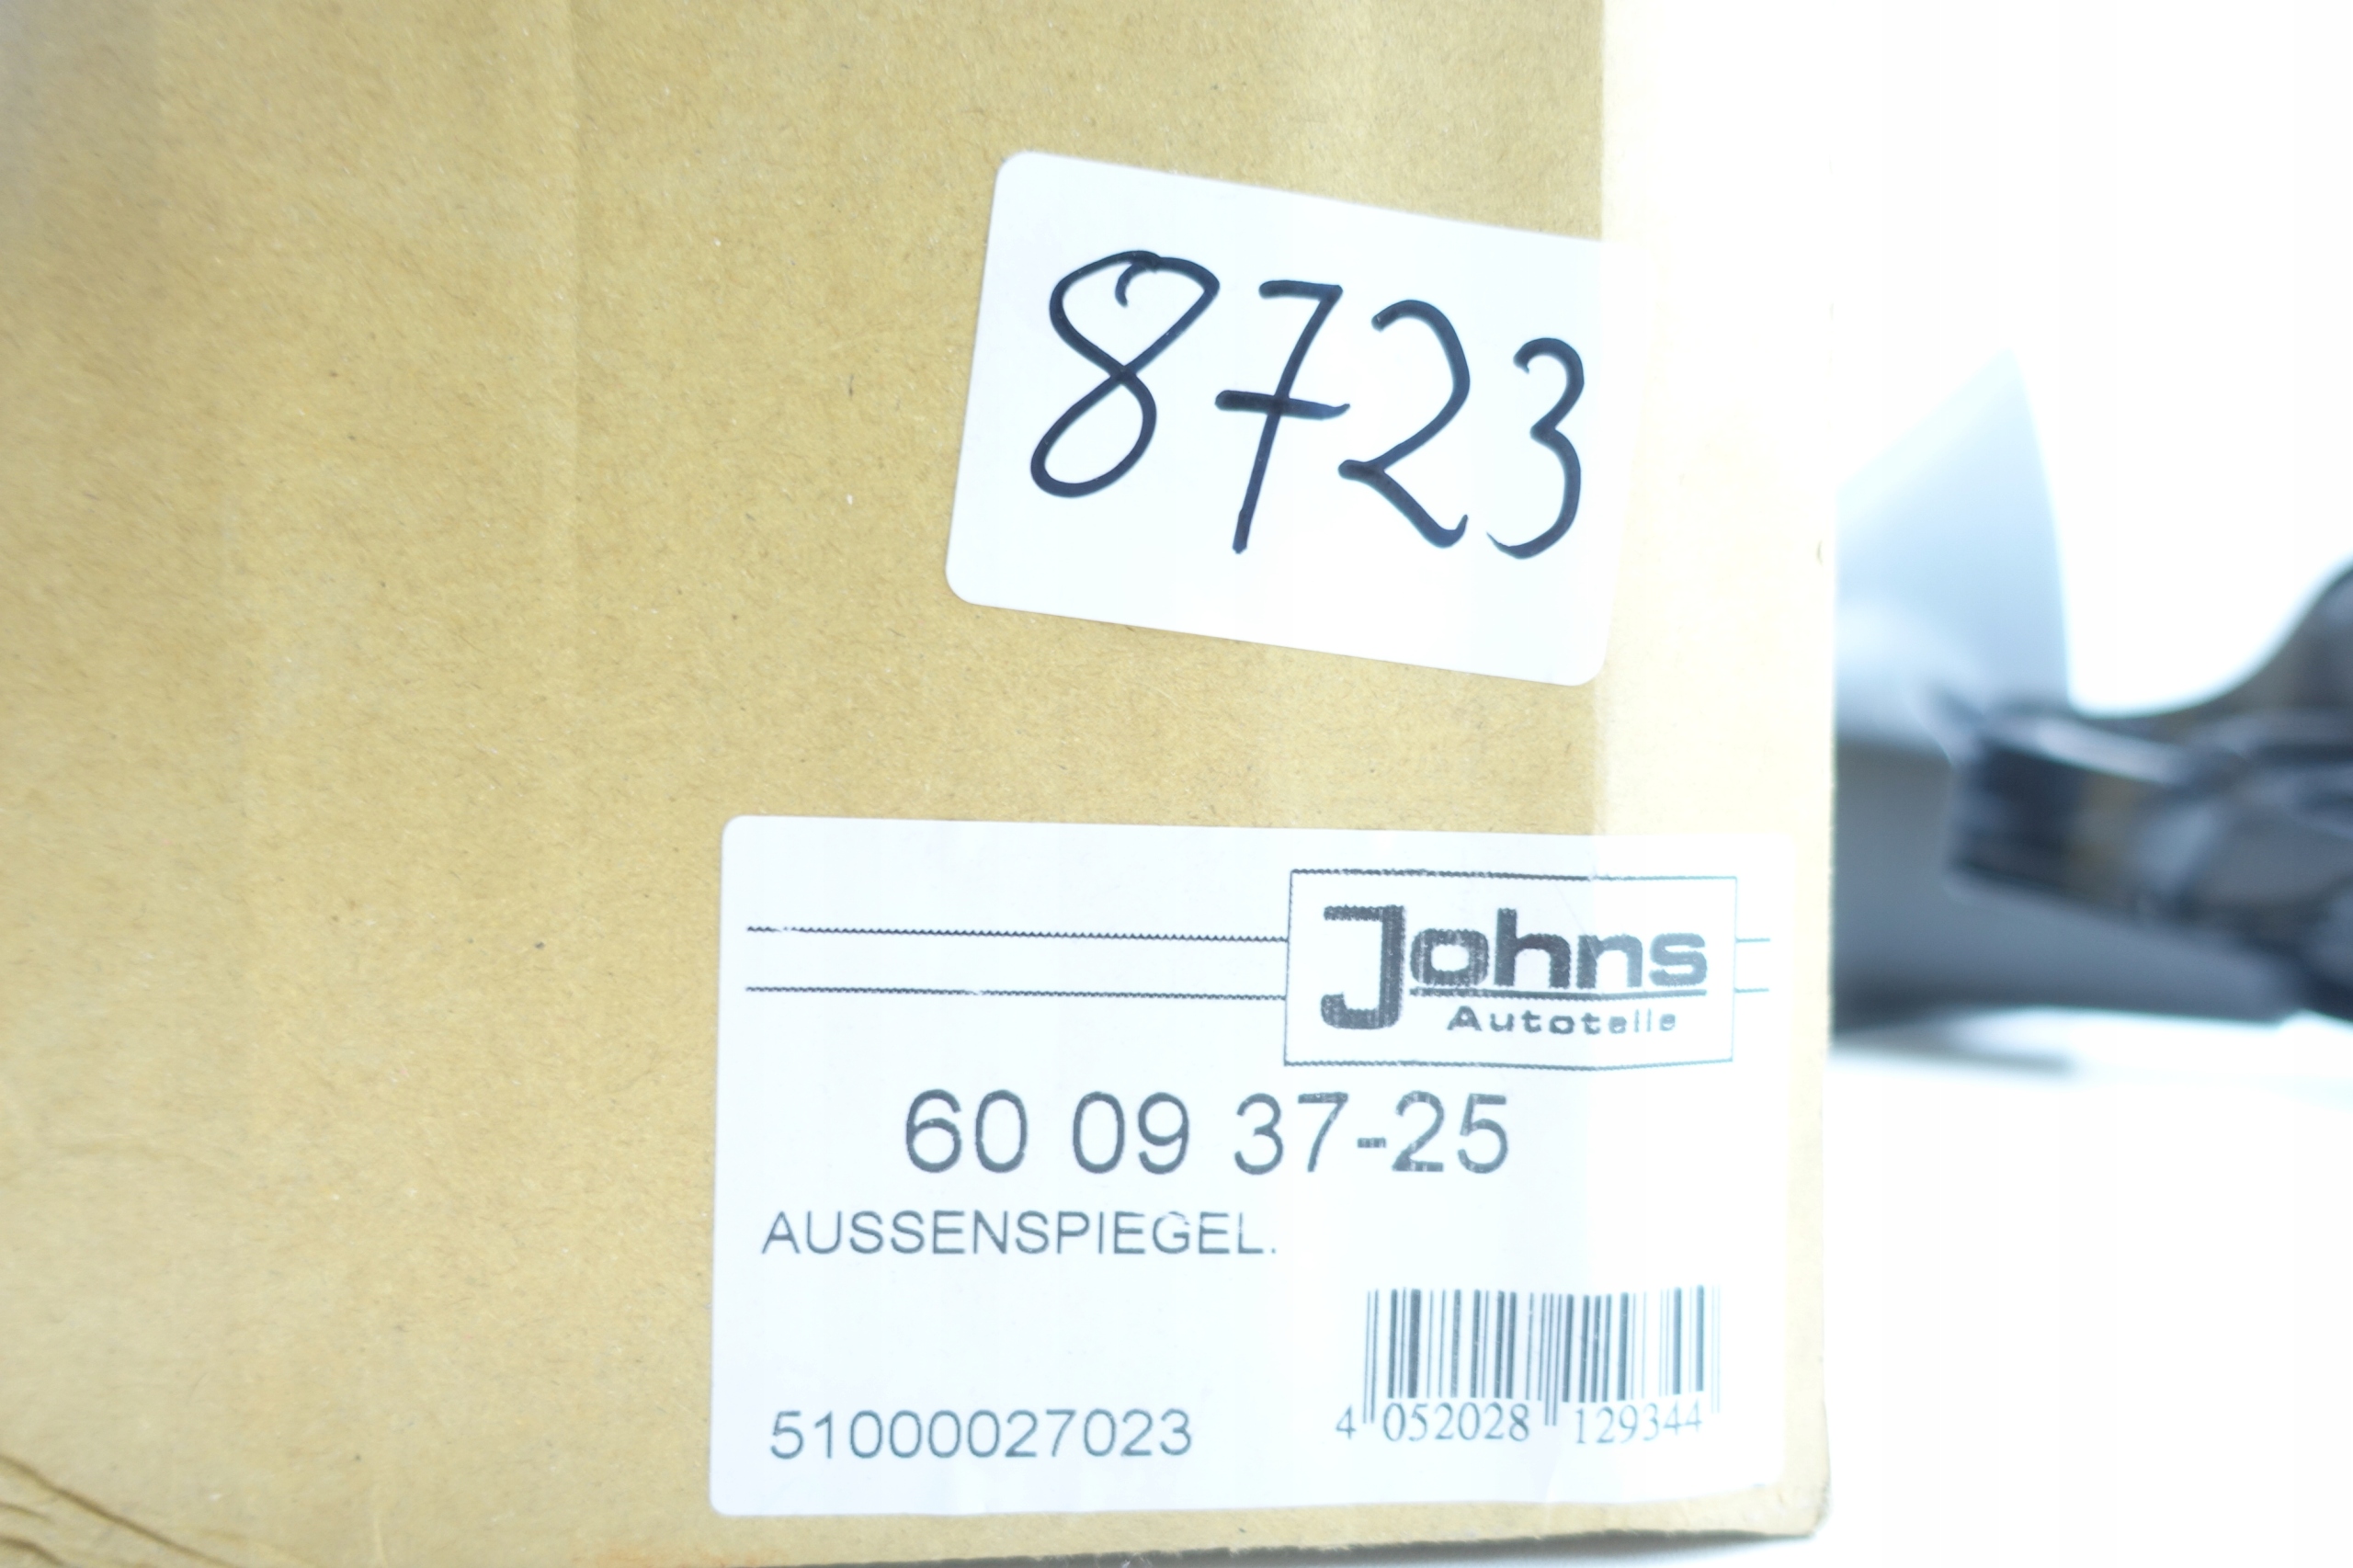 8723
Johns
Autoteile
60 09 37-25
AUSSENSPIEGEL.
51000027023
4 052028 129344